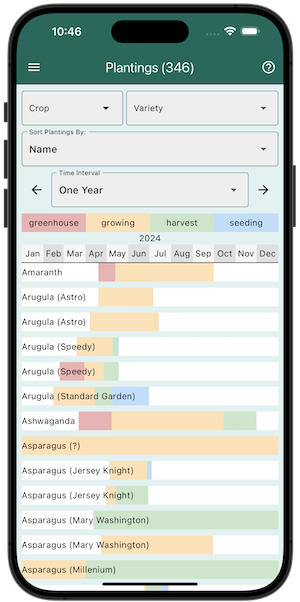 10:46
Plantings (346)
Crop
Variety
Sort Plantings By:
Name
Time Interval
One Year
greenhouse growing harvest seeding
2024
Jan Feb Mar Apr May Jun Jul Aug Sep Oct Nov Dec
Amaranth
Arugula (Astro)
Arugula (Astro)
Arugula (Speedy)
Arugula (Speedy)
Arugula (Standard Garden)
Ashwaganda
Asparagus (?)
Asparagus (Jersey Knight)
Asparagus (Jersey Knight)
Asparagus (Mary Washington)
Asparagus (Mary Washington)
Asparagus (Millenium)